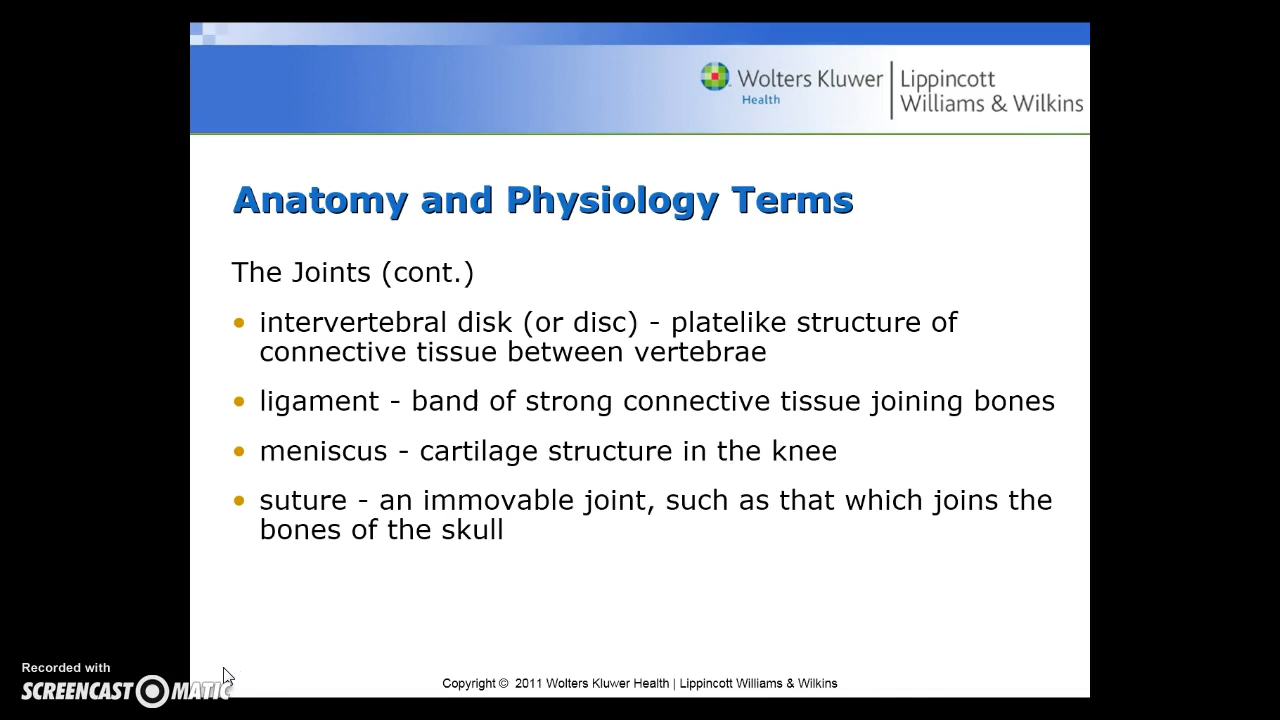 Wolters Kluwer
Health
Lippincott
Williams & Wilkins
Anatomy and Physiology Terms
The Joints (cont.)
• intervertebral disk (or disc) - platelike structure of
connective tissue between vertebrae
• ligament - band of strong connective tissue joining bones
• meniscus - cartilage structure in the knee
• suture - an immovable joint, such as that which joins the
bones of the skull
Recorded with
SCREENCAST O MATIC
Copyright © 2011 Wolters Kluwer Health | Lippincott Williams & Wilkins